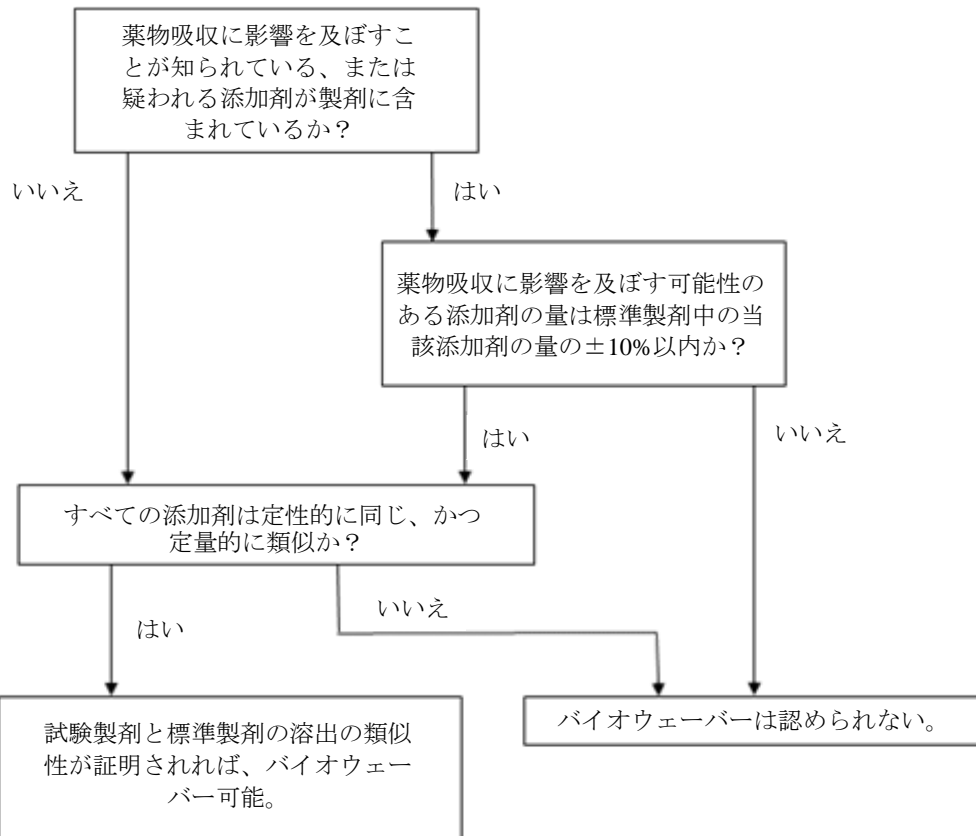 薬物吸収に影響を及ぼすこ
とが知られている、または
疑われる添加剤が製剤に含
まれているか？
いいえ
はい
薬物吸収に影響を及ぼす可能性の
ある添加剤の量は標準製剤中の当
該添加剤の量の±10%以内か？
はい
いいえ
すべての添加剤は定性的に同じ、かつ
定量的に類似か？
はい
いいえ
試験製剤と標準製剤の溶出の類似
性が証明されれば、バイオウェー
バー可能。
バイオウェーバーは認められない。